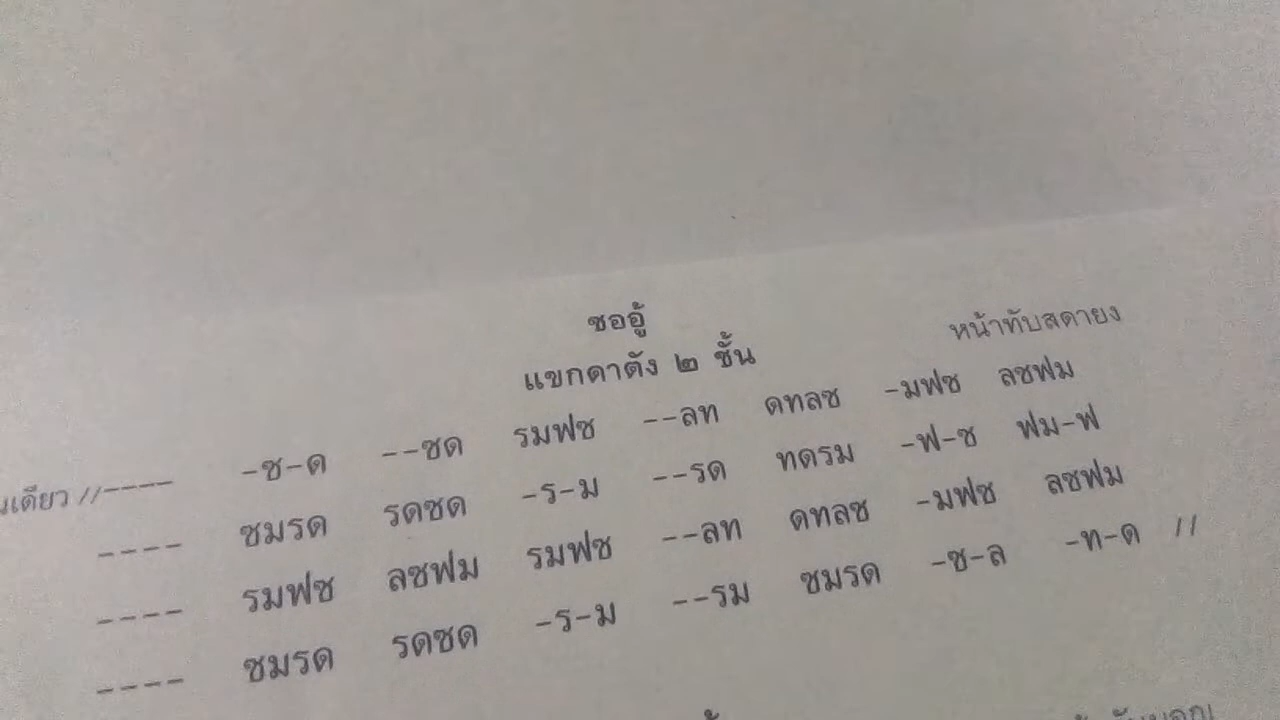 ซออู้
แขกดาตัง ๒ ชั้น
หน้าทับสดายง
นเดียว //---- -ซ-ด --ซด รมฟซ --ลท ดทลซ -มฟซ ลซฟม
---- ซมรด รดซด -ร-ม --รด ทดรม -ฟ-ซ ฟม-ฟ
---- รมฟซ ลซฟม รมฟซ --ลท ดทลซ -มฟซ ลซฟม
---- ซมรด รดซด -ร-ม --รม ซมรด -ซ-ล -ท-ด //